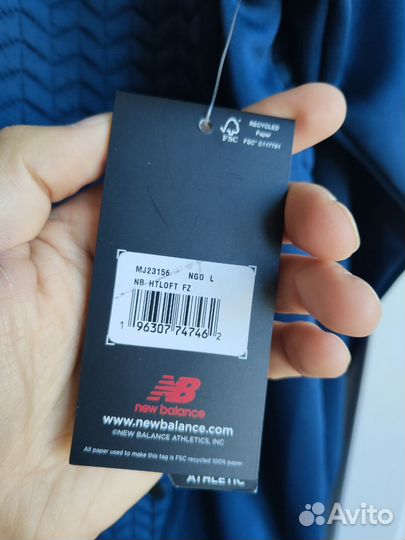 RECYCLED
Paper
FSC
FSC® C117791
MJ23156 NGO L
NB HTLOFT FZ
1 96307 74746 2
NB
new balance
www.newbalance.com
©NEW BALANCE ATHLETICS, INC
All paper used to make this tag is FSC recycled 100% paper
ATHLETIC
Avito